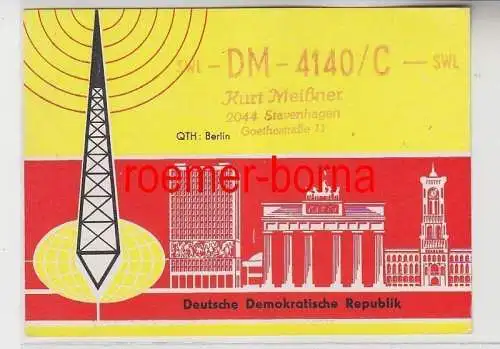 SWL - DM - 4140/C - SWL
Kurt Meißner
2044 Stavenhagen
Goethestraße 11
QTH: Berlin
roemer-borna
Deutsche Demokratische Republik